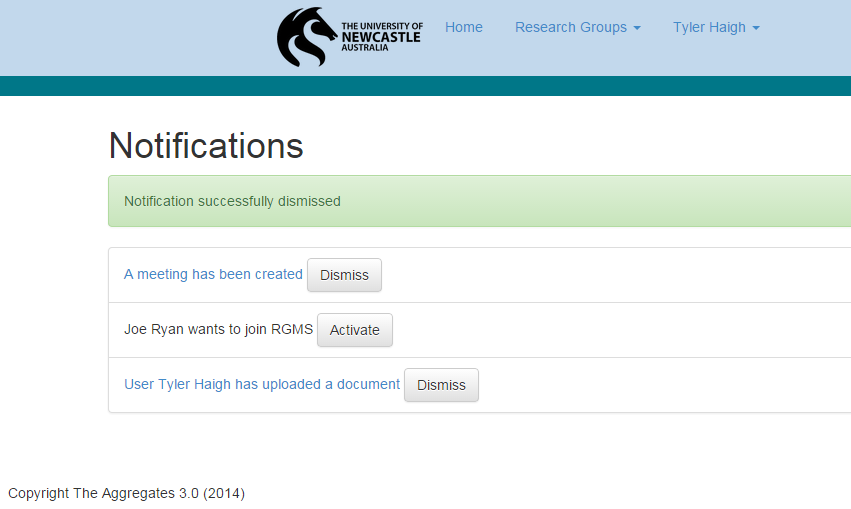 THE UNIVERSITY OF
NEWCASTLE
AUSTRALIA
Home Research Groups Tyler Haigh
Notifications
Notification successfully dismissed
A meeting has been created Dismiss
Joe Ryan wants to join RGMS Activate
User Tyler Haigh has uploaded a document Dismiss
Copyright The Aggregates 3.0 (2014)